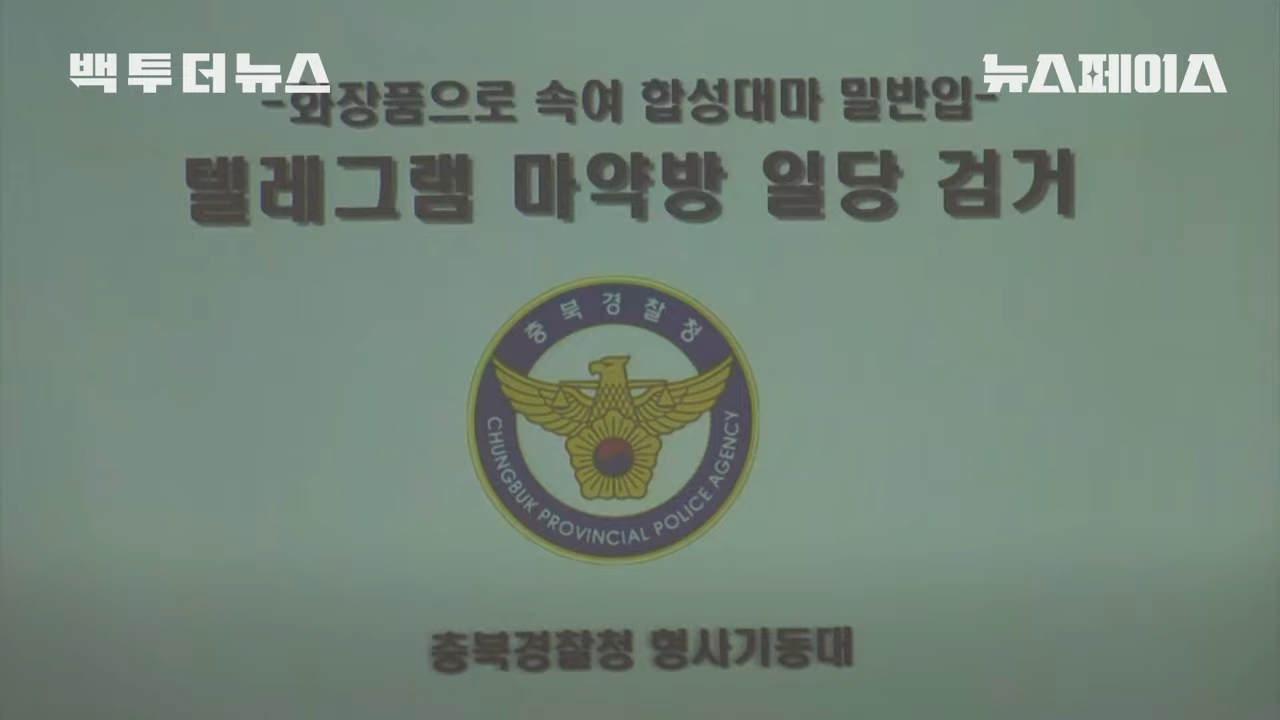 백투더뉴스
뉴스페이스
-화장품으로 속여 합성대마 밀반입-
텔레그램 마약방 일당 검거
충북경찰청
CHUNGBUK PROVINCIAL POLICE AGENCY
충북경찰청 형사기동대